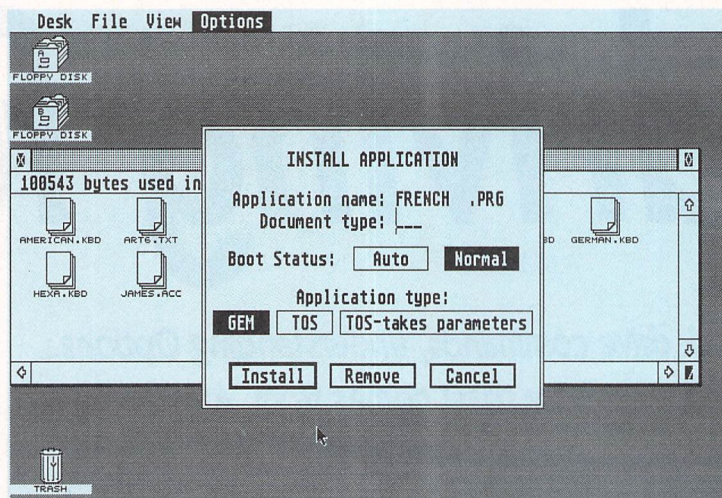 Desk File View Options
A
FLOPPY DISK
B
FLOPPY DISK
100543 bytes used in
AMERICAN.KBD ART6.TXT GERMAN.KBD
HEXA.KBD JAMES.ACC
INSTALL APPLICATION
Application name: FRENCH .PRG
Document type: ___
Boot Status: Auto Normal
Application type:
GEM TOS TOS-takes parameters
Install Remove Cancel
TRASH